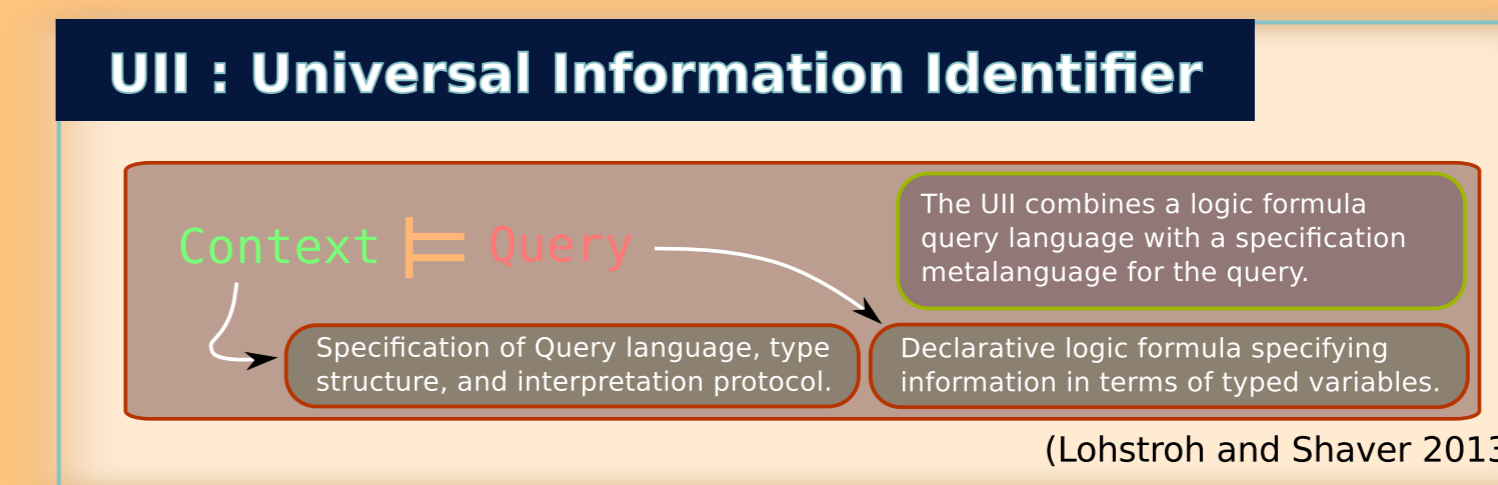 UII : Universal Information Identifier
Context ⊨ Query
The UII combines a logic formula
query language with a specification
metalanguage for the query.
Specification of Query language, type
structure, and interpretation protocol.
Declarative logic formula specifying
information in terms of typed variables.
(Lohstroh and Shaver 2013